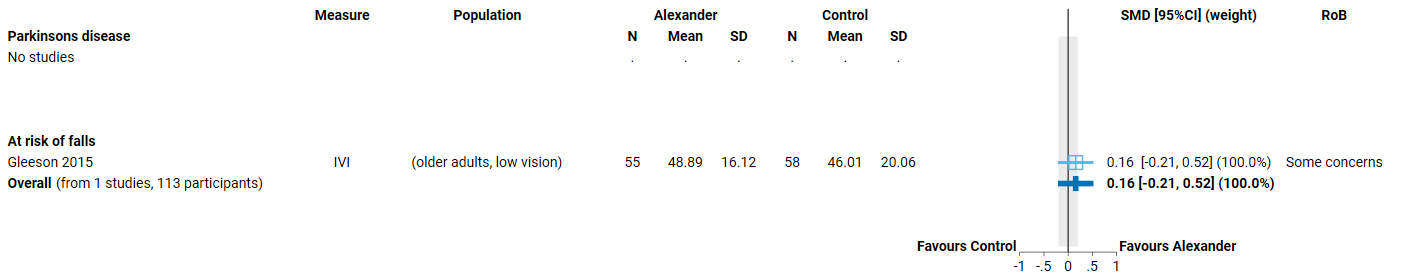 Measure Population Alexander Control SMD [95%CI] (weight) RoB
Parkinsons disease N Mean SD N Mean SD
No studies . . . . . .
At risk of falls
Gleeson 2015 IVI (older adults, low vision) 55 48.89 16.12 58 46.01 20.06 0.16 [-0.21, 0.52] (100.0%) Some concerns
Overall (from 1 studies, 113 participants) 0.16 [-0.21, 0.52] (100.0%)
Favours Control Favours Alexander
-1 -.5 0 .5 1